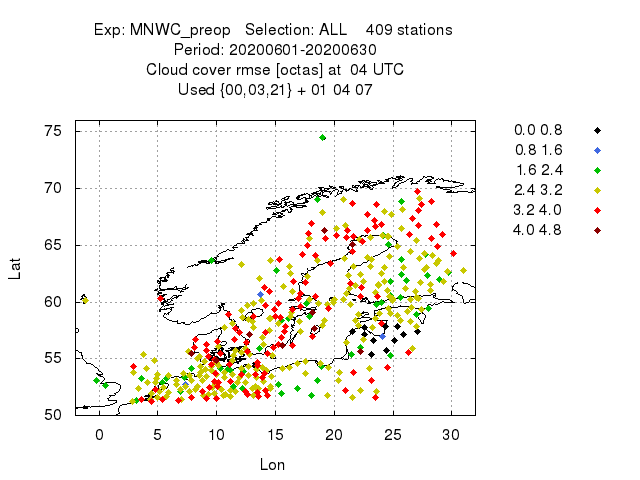 Exp: MNWC_preop Selection: ALL 409 stations
Period: 20200601-20200630
Cloud cover rmse [octas] at 04 UTC
Used {00,03,21} + 01 04 07
75
70
65
60
55
50
Lat
0 5 10 15 20 25 30
Lon
0.0 0.8
0.8 1.6
1.6 2.4
2.4 3.2
3.2 4.0
4.0 4.8